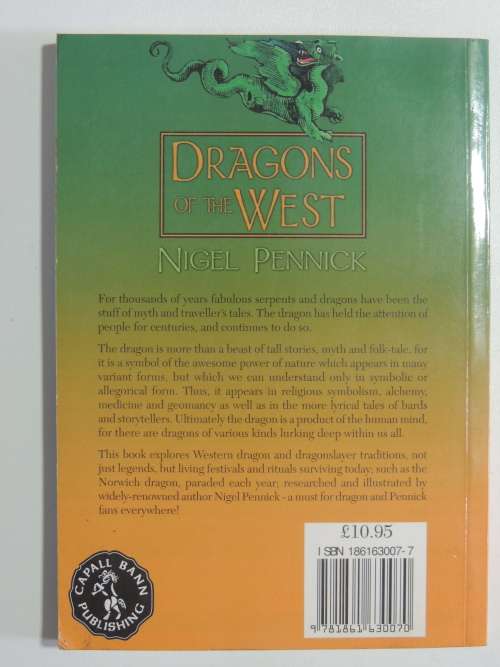 DRAGONS
OF THE WEST
NIGEL PENNICK
For thousands of years fabulous serpents and dragons have been the
stuff of myth and traveller's tales. The dragon has held the attention of
people for centuries, and continues to do so.
The dragon is more than a beast of tall stories, myth and folk-tale, for
it is a symbol of the awesome power of nature which appears in many
variant forms, but which we can understand only in symbolic or
allegorical form. Thus, it appears in religious symbolism, alchemy,
medicine and geomancy as well as in the more lyrical tales of bards
and storytellers. Ultimately the dragon is a product of the human mind,
for there are dragons of various kinds lurking deep within us all.
This book explores Western dragon and dragonslayer traditions, not
just legends, but living festivals and rituals surviving today; such as the
Norwich dragon, paraded each year; researched and illustrated by
widely-renowned author Nigel Pennick - a must for dragon and Pennick
fans everywhere!
£10.95
ISBN 186163007-7
9 781861 630070
CAPALL BANN
PUBLISHING